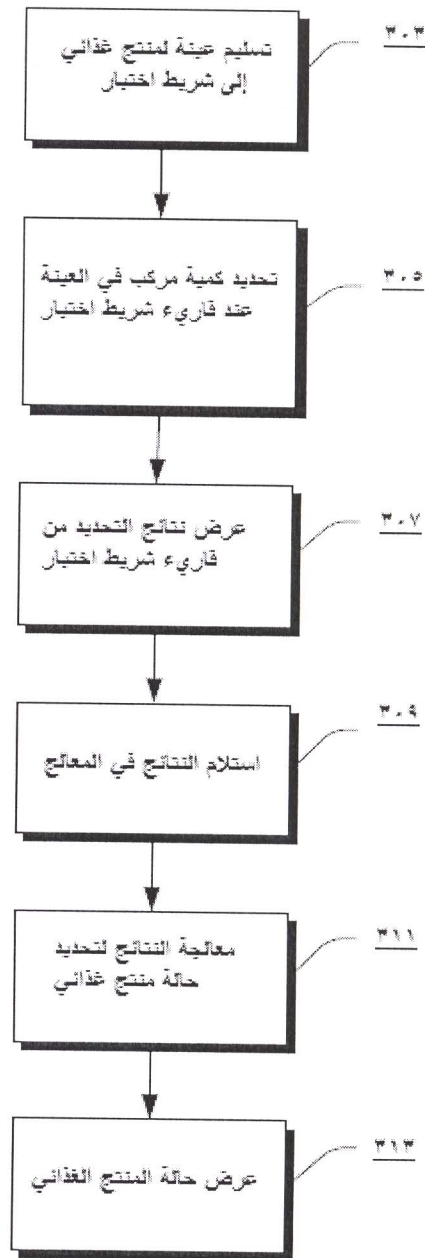 تسليم عينة لمنتج غذائي
إلى شريط اختبار
٣٠٣
تحديد كمية مركب في العينة
عند قاريء شريط اختبار
٣٠٥
عرض نتائج التحديد من
قاريء شريط اختبار
٣٠٧
استلام النتائج في المعالج
٣٠٩
معالجة النتائج لتحديد
حالة منتج غذائي
٣١١
عرض حالة المنتج الغذائي
٣١٣